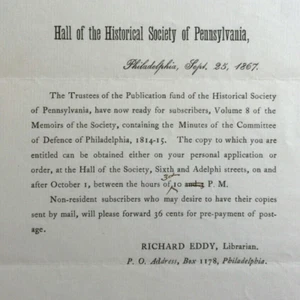 Hall of the Historical Society of Pennsylvania,
Philadelphia, Sept. 25, 1867.
The Trustees of the Publication fund of the Historical Society
of Pennsylvania, have now ready for subscribers, Volume 8 of the
Memoirs of the Society, containing the Minutes of the Committee
of Defence of Philadelphia, 1814-15. The copy to which you are
entitled can be obtained either on your personal application or
order, at the Hall of the Society, Sixth and Adelphi streets, on and
after October 1, between the hours of 10 and P. M.
Non-resident subscribers who may desire to have their copies
sent by mail, will please forward 36 cents for pre-payment of post-
age.
RICHARD EDDY, Librarian.
P. O. Address, Box 1178, Philadelphia.